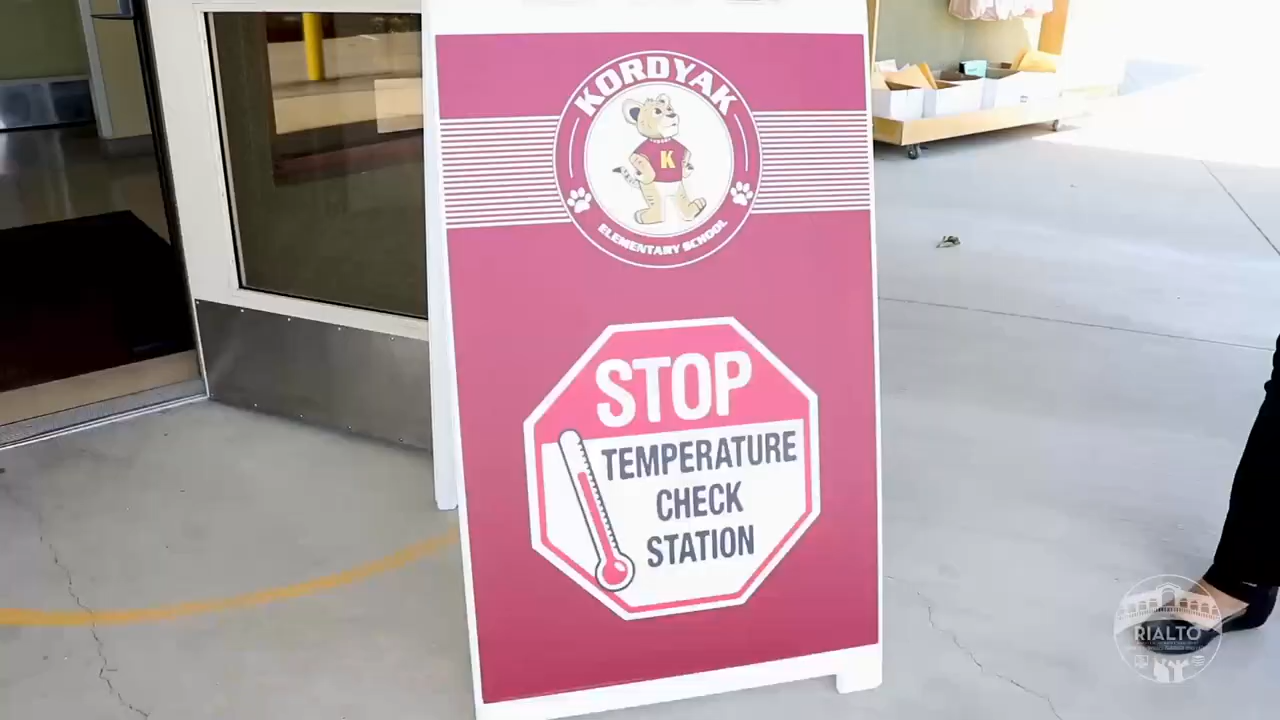 KORDYAK
K
ELEMENTARY SCHOOL
STOP
TEMPERATURE
CHECK
STATION
RIALTO